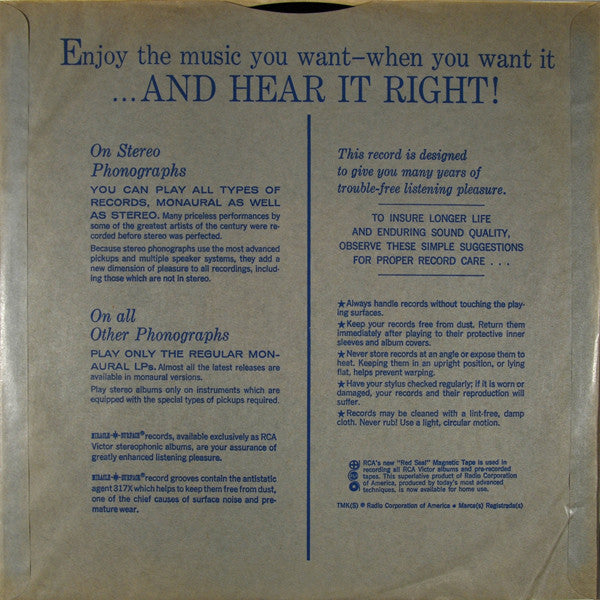 Enjoy the music you want—when you want it
...AND HEAR IT RIGHT!
On Stereo
Phonographs
YOU CAN PLAY ALL TYPES OF
RECORDS, MONAURAL AS WELL
AS STEREO. Many priceless performances by
some of the greatest artists of the century were re-
corded before stereo was perfected.
Because stereo phonographs use the most advanced
pickups and multiple speaker systems, they add a
new dimension of pleasure to all recordings, includ-
ing those which are not in stereo.
On all
Other Phonographs
PLAY ONLY THE REGULAR MON-
AURAL LPs. Almost all the latest releases are
available in monaural versions.
Play stereo albums only on instruments which are
equipped with the special types of pickups required.
MIRACLE ★ SURFACE® records, available exclusively as RCA
Victor stereophonic albums, are your assurance of
greatly enhanced listening pleasure.
MIRACLE ★ SURFACE® record grooves contain the antistatic
agent 317X which helps to keep them free from dust,
one of the chief causes of surface noise and pre-
mature wear.
This record is designed
to give you many years of
trouble-free listening pleasure.
TO INSURE LONGER LIFE
AND ENDURING SOUND QUALITY,
OBSERVE THESE SIMPLE SUGGESTIONS
FOR PROPER RECORD CARE . . .
★Always handle records without touching the play-
ing surfaces.
★Keep your records free from dust. Return them
immediately after playing to their protective inner
sleeves and album covers.
★Never store records at an angle or expose them to
heat. Keeping them in an upright position, or lying
flat, helps prevent warping.
★Have your stylus checked regularly; if it is worn or
damaged, your records and their reproduction will
suffer.
★Records may be cleaned with a lint-free, damp
cloth. Never rub! Use a light, circular motion.
RCA's new "Red Seal" Magnetic Tape is used in
recording all RCA Victor albums and pre-recorded
tapes. This superlative product of Radio Corporation
of America, produced by today's most advanced
techniques, is now available for home use.
TMK(S) ® Radio Corporation of America • Marca(s) Registrada(s)